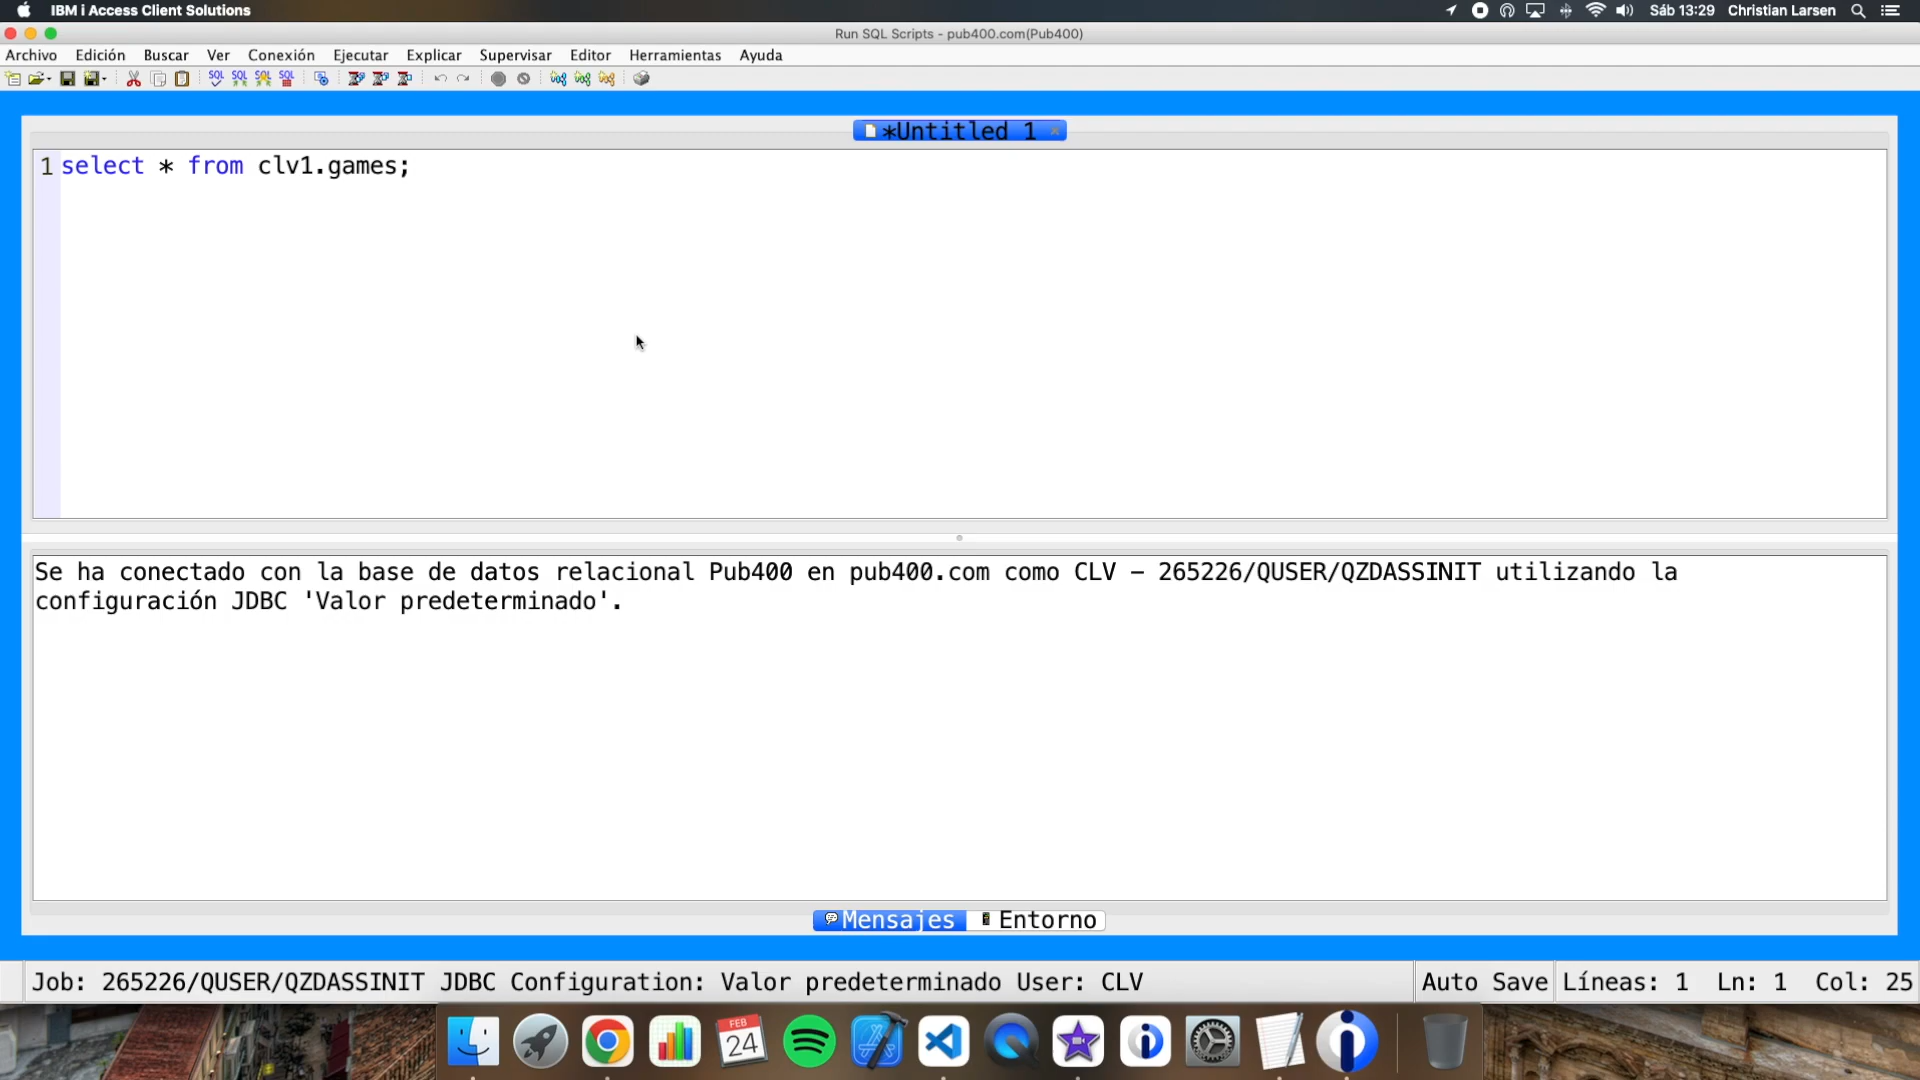 IBM i Access Client Solutions
Sáb 13:29 Christian Larsen
Run SQL Scripts - pub400.com(Pub400)
Archivo Edición Buscar Ver Conexión Ejecutar Explicar Supervisar Editor Herramientas Ayuda
SQL SQL SQL SQL
*Untitled 1
1 select * from clv1.games;
Se ha conectado con la base de datos relacional Pub400 en pub400.com como CLV – 265226/QUSER/QZDASSINIT utilizando la
configuración JDBC 'Valor predeterminado'.
Mensajes Entorno
Job: 265226/QUSER/QZDASSINIT JDBC Configuration: Valor predeterminado User: CLV Auto Save Líneas: 1 Ln: 1 Col: 25
FEB
24